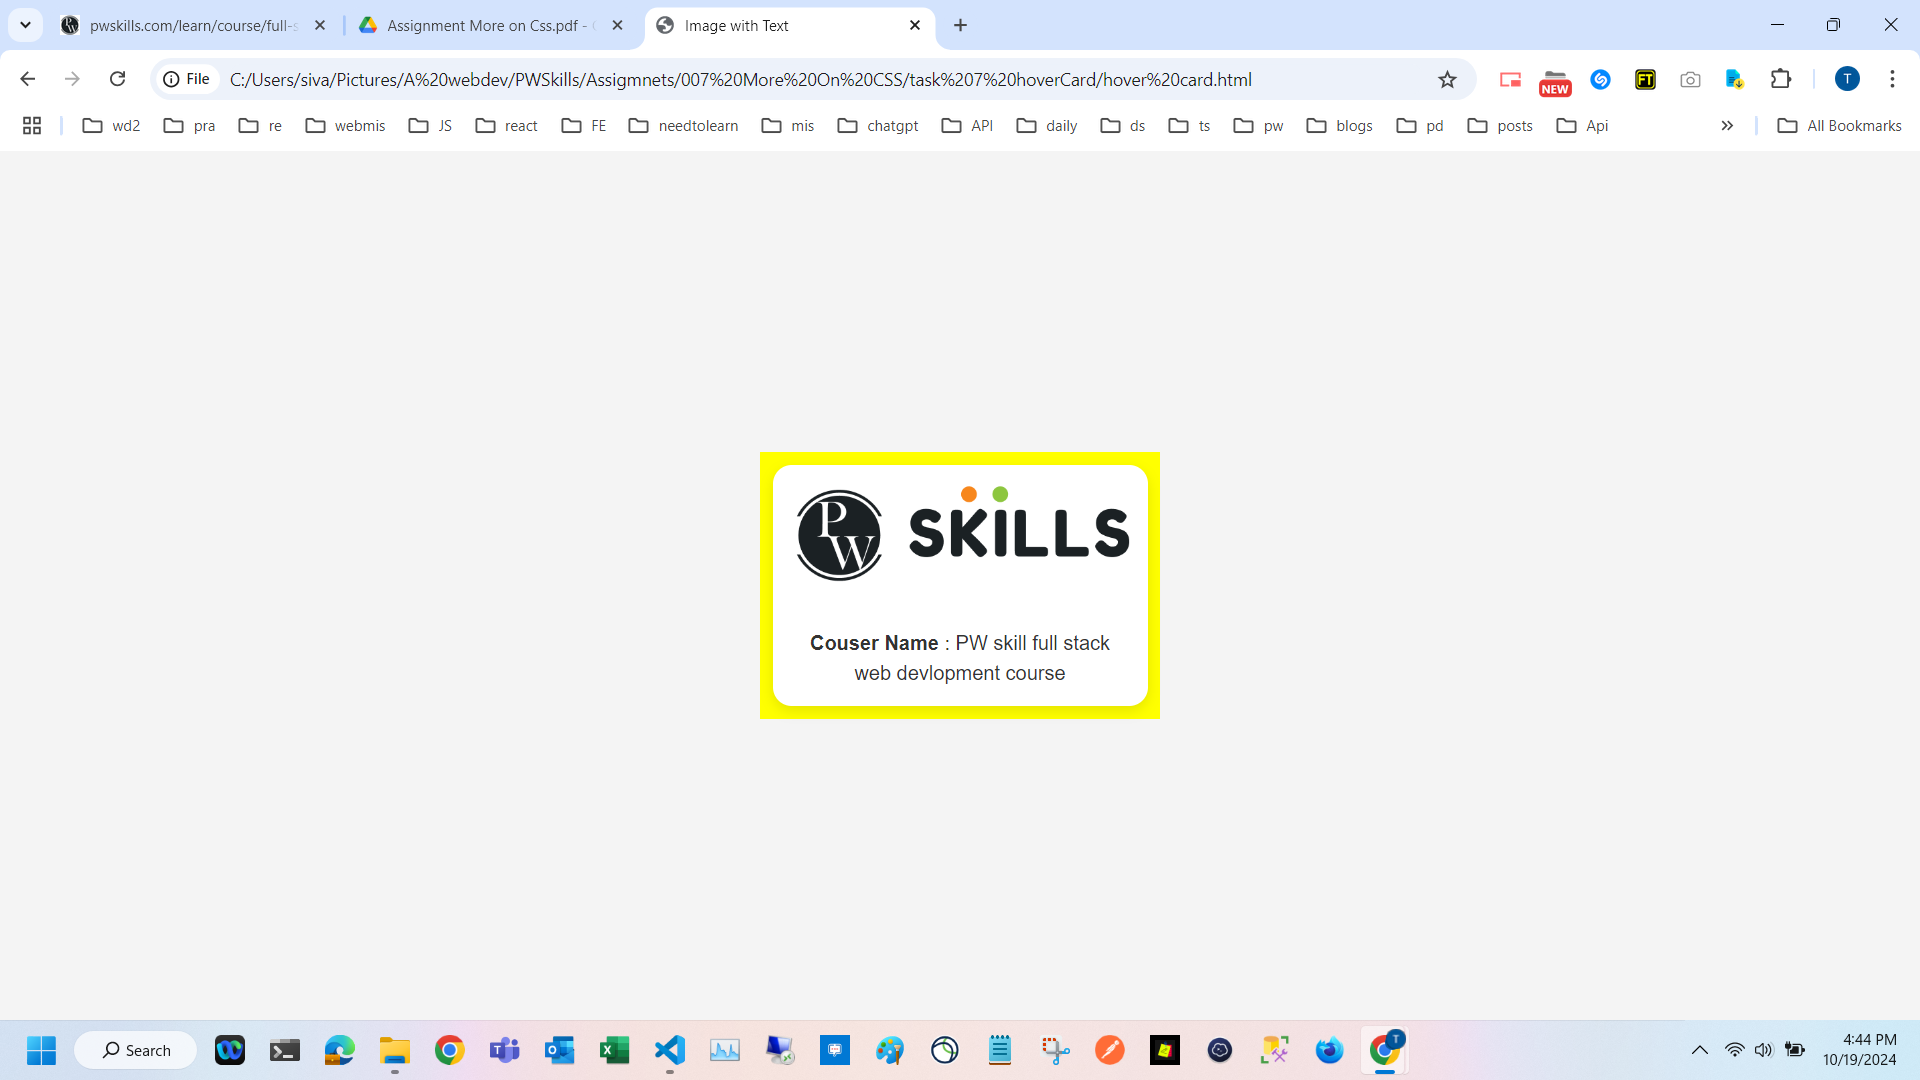 pwskills.com/learn/course/full-s
Assignment More on Css.pdf -
Image with Text
File
C:/Users/siva/Pictures/A%20webdev/PWSkills/Assigmnets/007%20More%20On%20CSS/task%207%20hoverCard/hover%20card.html
NEW
FT
T
wd2
pra
re
webmis
JS
react
FE
needtolearn
mis
chatgpt
API
daily
ds
ts
pw
blogs
pd
posts
Api
All Bookmarks
PW SKILLS
Couser Name : PW skill full stack
web devlopment course
Search
T
4:44 PM
10/19/2024